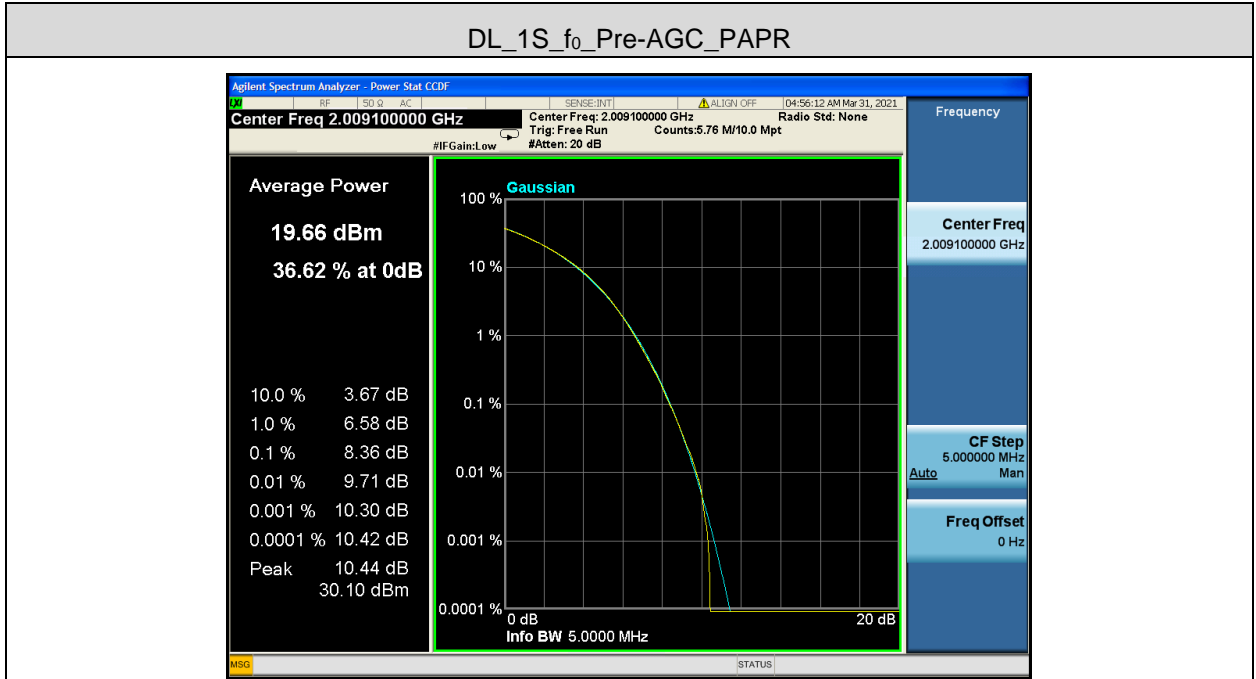 DL_1S_f₀_Pre-AGC_PAPR
Agilent Spectrum Analyzer - Power Stat CCDF
LXI RF 50 Ω AC SENSE:INT ALIGN OFF 04:56:12 AM Mar 31, 2021
Center Freq 2.009100000 GHz
Center Freq: 2.009100000 GHz Radio Std: None
Trig: Free Run Counts:5.76 M/10.0 Mpt
#IFGain:Low #Atten: 20 dB
Average Power
19.66 dBm
36.62 % at 0dB
10.0 % 3.67 dB
1.0 % 6.58 dB
0.1 % 8.36 dB
0.01 % 9.71 dB
0.001 % 10.30 dB
0.0001 % 10.42 dB
Peak 10.44 dB
30.10 dBm
Gaussian
100 %
10 %
1 %
0.1 %
0.01 %
0.001 %
0.0001 %
0 dB 20 dB
Info BW 5.0000 MHz
Frequency
Center Freq
2.009100000 GHz
CF Step
5.000000 MHz
Auto Man
Freq Offset
0 Hz
MSG STATUS